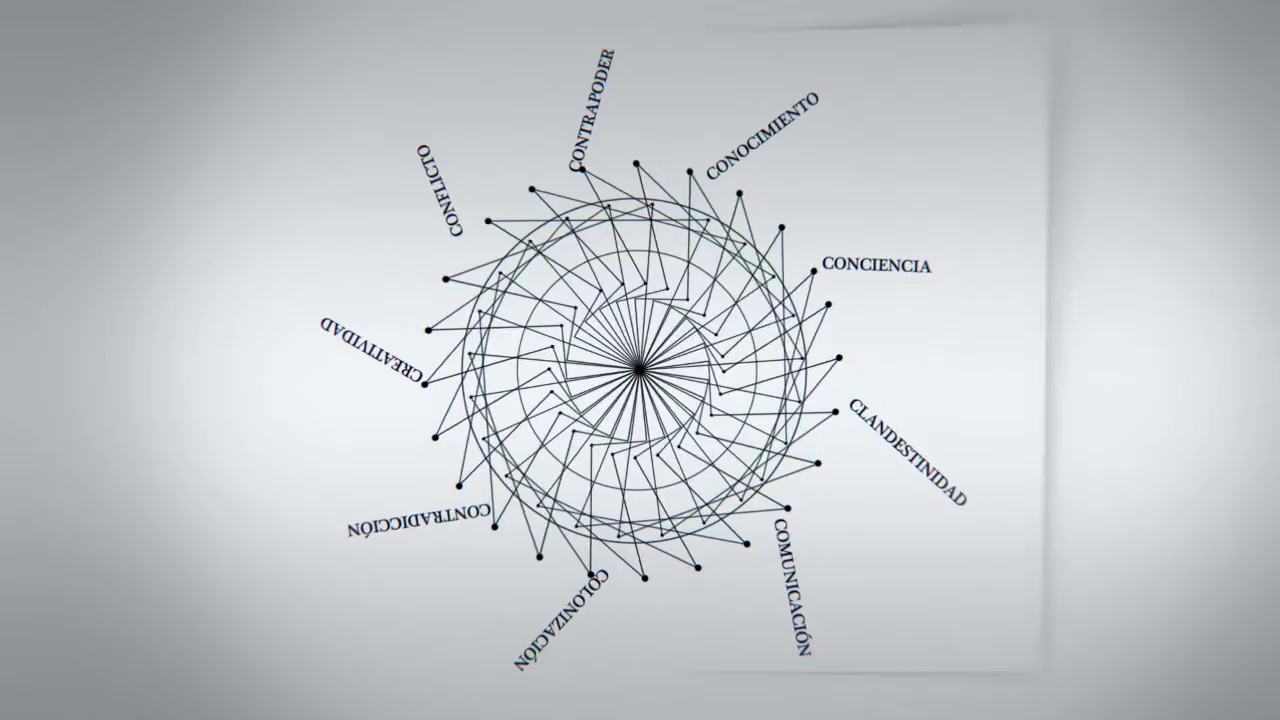 CONTRAPODER
CONOCIMIENTO
CONCIENCIA
CLANDESTINIDAD
COMUNICACIÓN
COLONIZACIÓN
CONTRADICCIÓN
CREATIVIDAD
CONFLICTO